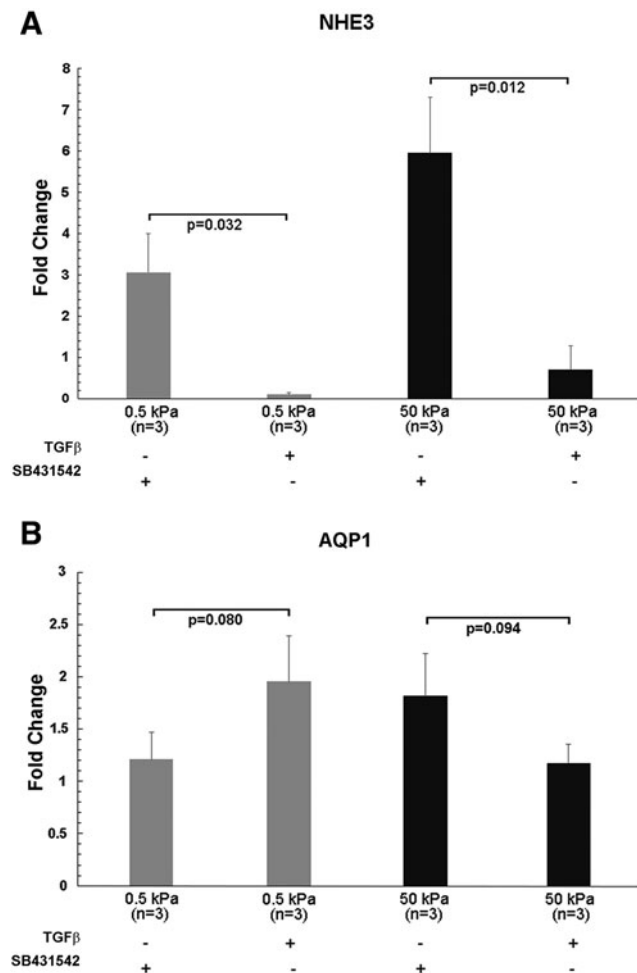 A
NHE3
8
7
6
5
4
3
2
1
0
Fold Change
p=0.032
p=0.012
0.5 kPa 0.5 kPa 50 kPa 50 kPa
(n=3) (n=3) (n=3) (n=3)
TGFβ - + - +
SB431542 + - + -
B
AQP1
3
2.5
2
1.5
1
0.5
0
Fold Change
p=0.080
p=0.094
0.5 kPa 0.5 kPa 50 kPa 50 kPa
(n=3) (n=3) (n=3) (n=3)
TGFβ - + - +
SB431542 + - + -